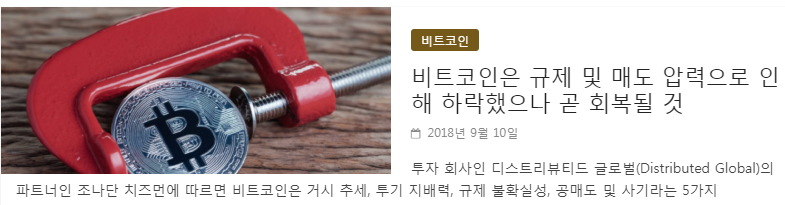 비트코인
비트코인은 규제 및 매도 압력으로 인
해 하락했으나 곧 회복될 것
2018년 9월 10일
투자 회사인 디스트리뷰티드 글로벌(Distributed Global)의
파트너인 조나단 치즈먼에 따르면 비트코인은 거시 추세, 투기 지배력, 규제 불확실성, 공매도 및 사기라는 5가지